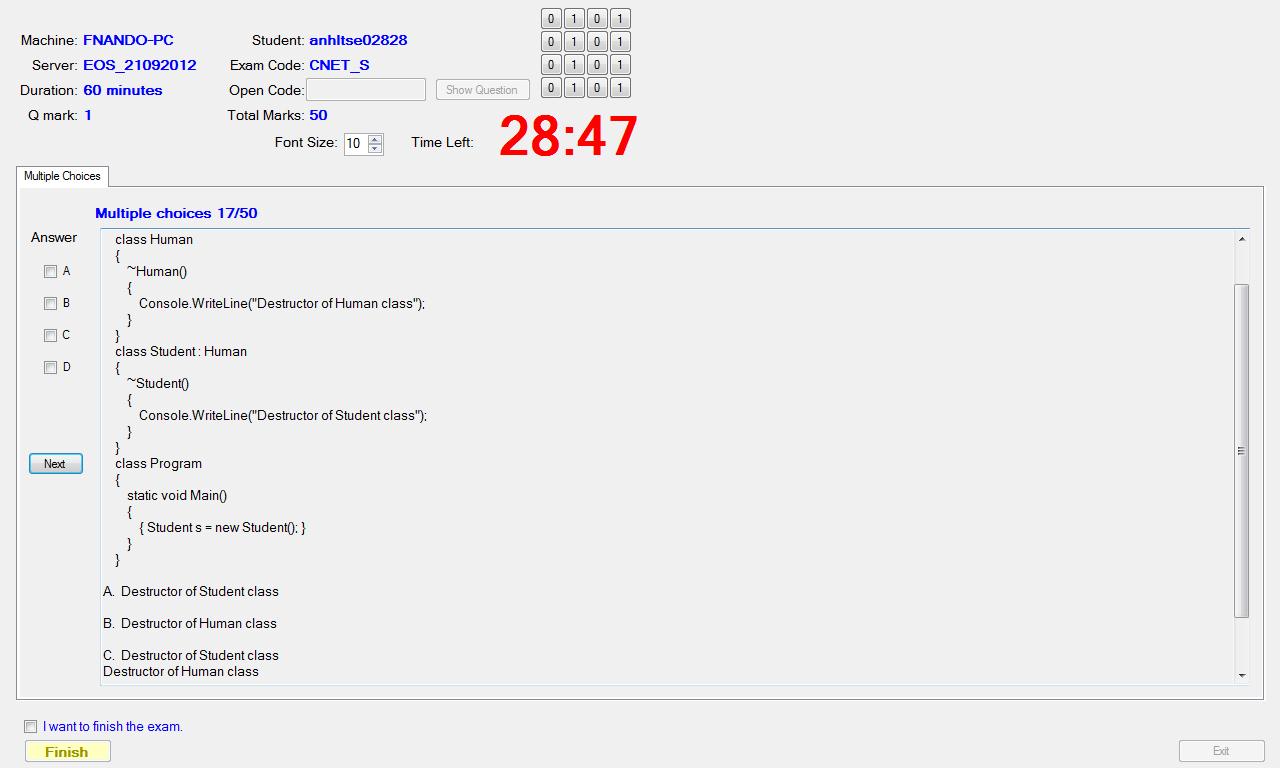 Machine: FNANDO-PC
Student: anhltse02828
Server: EOS_21092012
Exam Code: CNET_S
Duration: 60 minutes
Open Code:
Show Question
Q mark: 1
Total Marks: 50
0 1 0 1
0 1 0 1
0 1 0 1
0 1 0 1
Font Size: 10
Time Left: 28:47
Multiple Choices
Multiple choices 17/50
Answer
A
B
C
D
Next
class Human
{
~Human()
{
Console.WriteLine("Destructor of Human class");
}
}
class Student : Human
{
~Student()
{
Console.WriteLine("Destructor of Student class");
}
}
class Program
{
static void Main()
{
{ Student s = new Student(); }
}
}
A. Destructor of Student class
B. Destructor of Human class
C. Destructor of Student class
Destructor of Human class
I want to finish the exam.
Finish
Exit